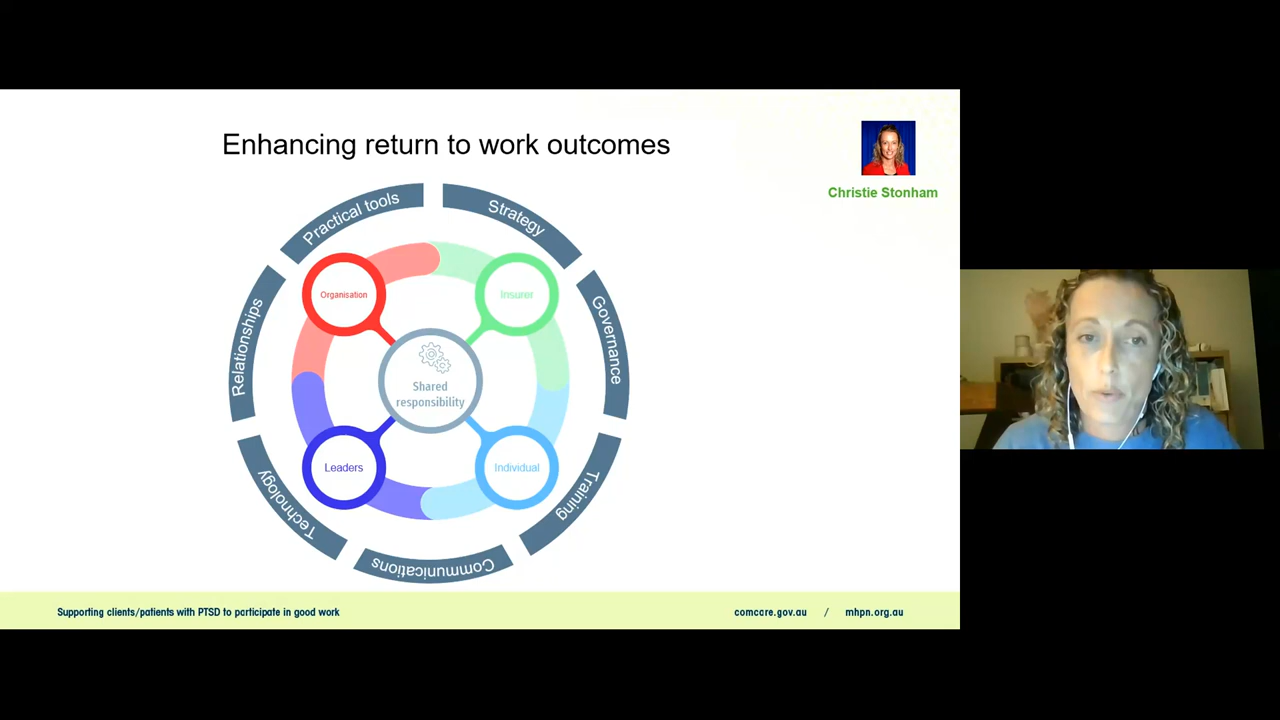 Enhancing return to work outcomes
Christie Stonham
Practical tools
Strategy
Relationships
Organisation
Insurer
Governance
Shared
responsibility
Leaders
Individual
Technology
Training
Communications
Supporting clients/patients with PTSD to participate in good work
comcare.gov.au / mhpn.org.au